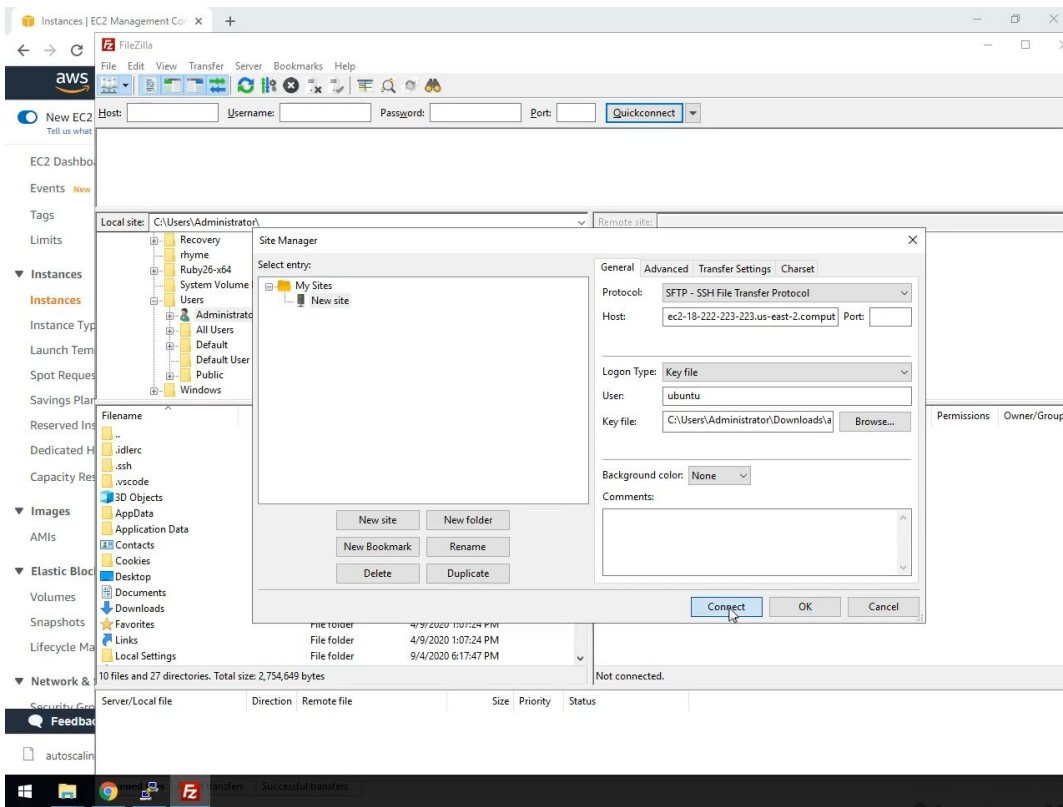 Instances | EC2 Management Con
FileZilla
File Edit View Transfer Server Bookmarks Help
aws
Host: Username: Password: Port: Quickconnect
New EC2
Tell us what
EC2 Dashbo
Events New
Tags
Limits
Instances
Instances
Instance Typ
Launch Tem
Spot Reques
Savings Plan
Reserved Ins
Dedicated H
Capacity Res
Images
AMIs
Elastic Bloc
Volumes
Snapshots
Lifecycle Ma
Network &
Security Gro
Feedbac
autoscalin
Local site: C:\Users\Administrator\
Remote site:
Recovery
rhyme
Ruby26-x64
System Volume
Users
Administrato
All Users
Default
Default User
Public
Windows
Filename
..
.idlerc
.ssh
.vscode
3D Objects
AppData
Application Data
Contacts
Cookies
Desktop
Documents
Downloads
Favorites File folder 4/9/2020 1:07:24 PM
Links File folder 4/9/2020 1:07:24 PM
Local Settings File folder 9/4/2020 6:17:47 PM
10 files and 27 directories. Total size: 2,754,649 bytes
Site Manager
Select entry:
My Sites
New site
New site New folder
New Bookmark Rename
Delete Duplicate
General Advanced Transfer Settings Charset
Protocol: SFTP - SSH File Transfer Protocol
Host: ec2-18-222-223-223.us-east-2.comput Port:
Logon Type: Key file
User: ubuntu
Key file: C:\Users\Administrator\Downloads\a Browse...
Background color: None
Comments:
Connect OK Cancel
Permissions Owner/Group
Not connected.
Server/Local file Direction Remote file Size Priority Status
Successful transfers